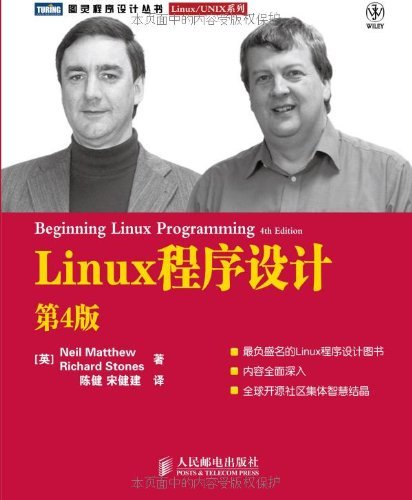 TURING 图灵程序设计丛书 Linux/UNIX系列
本页面中的内容受版权保护
WILEY
Beginning Linux Programming 4th Edition
Linux程序设计
第4版
[英] Neil Matthew 著
Richard Stones
陈健 宋健建 译
最负盛名的Linux程序设计图书
内容全面深入
全球开源社区集体智慧结晶
人民邮电出版社
POSTS & TELECOM PRESS
本页面中的内容受版权保护